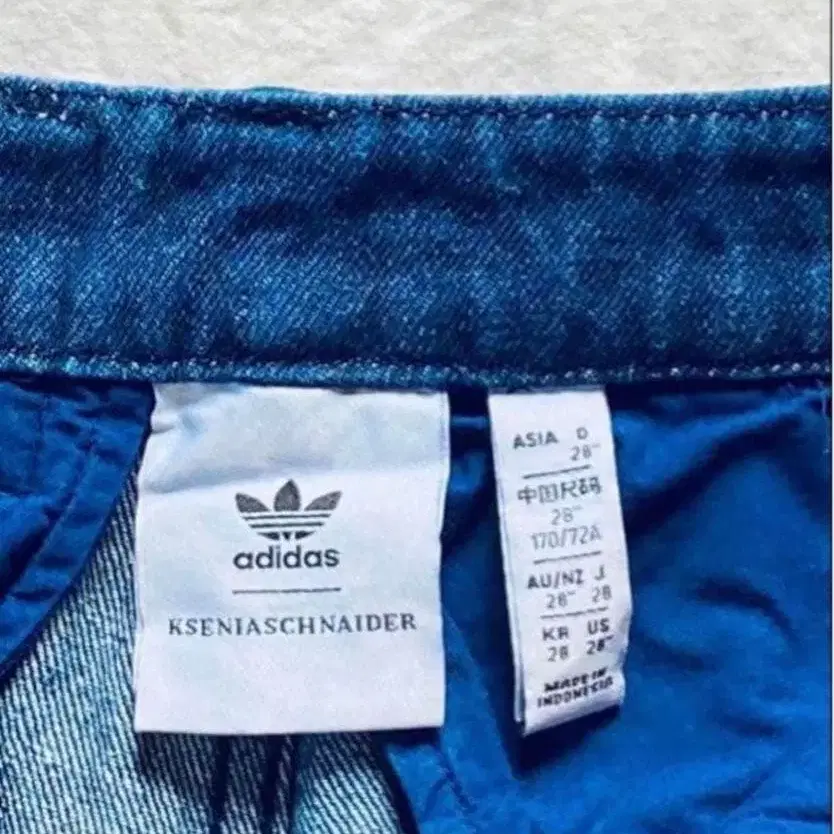 adidas
KSENIASCHNAIDER
ASIA D
28"
中国尺码
28"
170/72A
AU/NZ J
28" 28
KR US
28 28"
MADE IN
INDONESIA